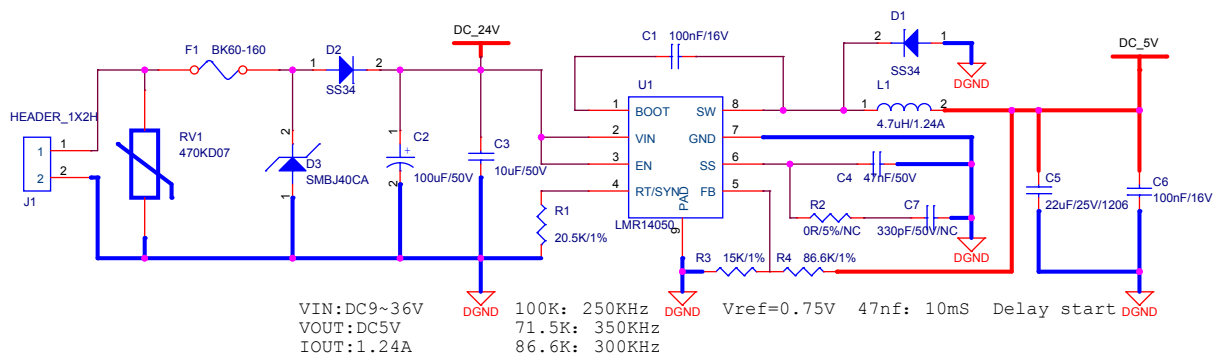 DC_24V
C1 100nF/16V
D1
2 1
SS34
DGND
DC_5V
F1 BK60-160
D2
1 2
SS34
U1
L1
1 2
4.7uH/1.24A
HEADER_1X2H
1 1
2 2
J1
RV1
470KD07
2
D3
SMBJ40CA
1
1
+
C2
100uF/50V
2
C3
10uF/50V
1 BOOT SW 8
2 VIN GND 7
3 EN SS 6
4 RT/SYN FB 5
PAD
9
LMR14050
R1
20.5K/1%
C4 47nF/50V
R2 C7
0R/5%/NC 330pF/50V/NC
DGND
C5
22uF/25V/1206
C6
100nF/16V
R3 15K/1% R4 86.6K/1%
DGND
DGND
DGND
VIN:DC9~36V 100K: 250KHz Vref=0.75V 47nf: 10mS Delay start
VOUT:DC5V 71.5K: 350KHz
IOUT:1.24A 86.6K: 300KHz